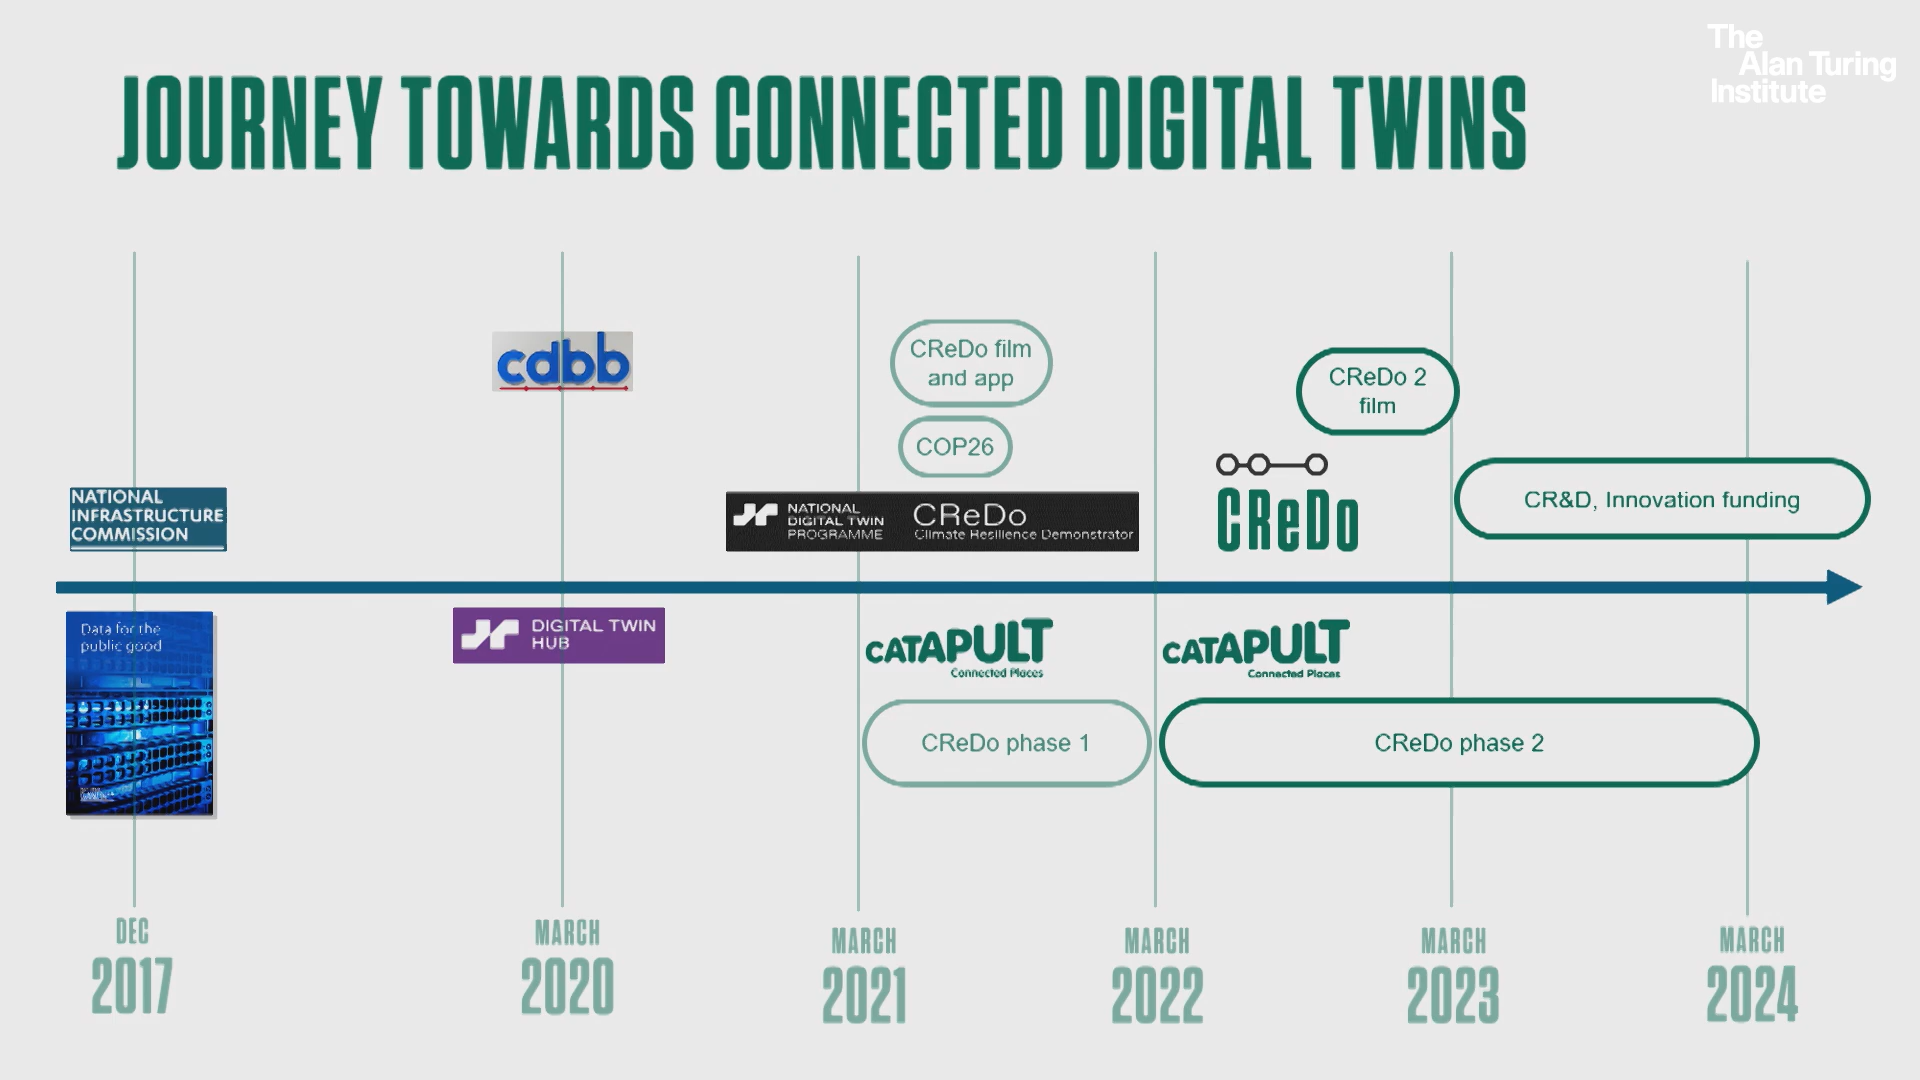 The
Alan Turing
Institute
JOURNEY TOWARDS CONNECTED DIGITAL TWINS
cdbb
CReDo film
and app
COP26
CReDo 2
film
NATIONAL
INFRASTRUCTURE
COMMISSION
NATIONAL
DIGITAL TWIN
PROGRAMME
CReDo
Climate Resilience Demonstrator
CReDo
CR&D, Innovation funding
Data for the
public good
DIGITAL TWIN
HUB
CATAPULT
Connected Places
CATAPULT
Connected Places
CReDo phase 1
CReDo phase 2
DEC
2017
MARCH
2020
MARCH
2021
MARCH
2022
MARCH
2023
MARCH
2024